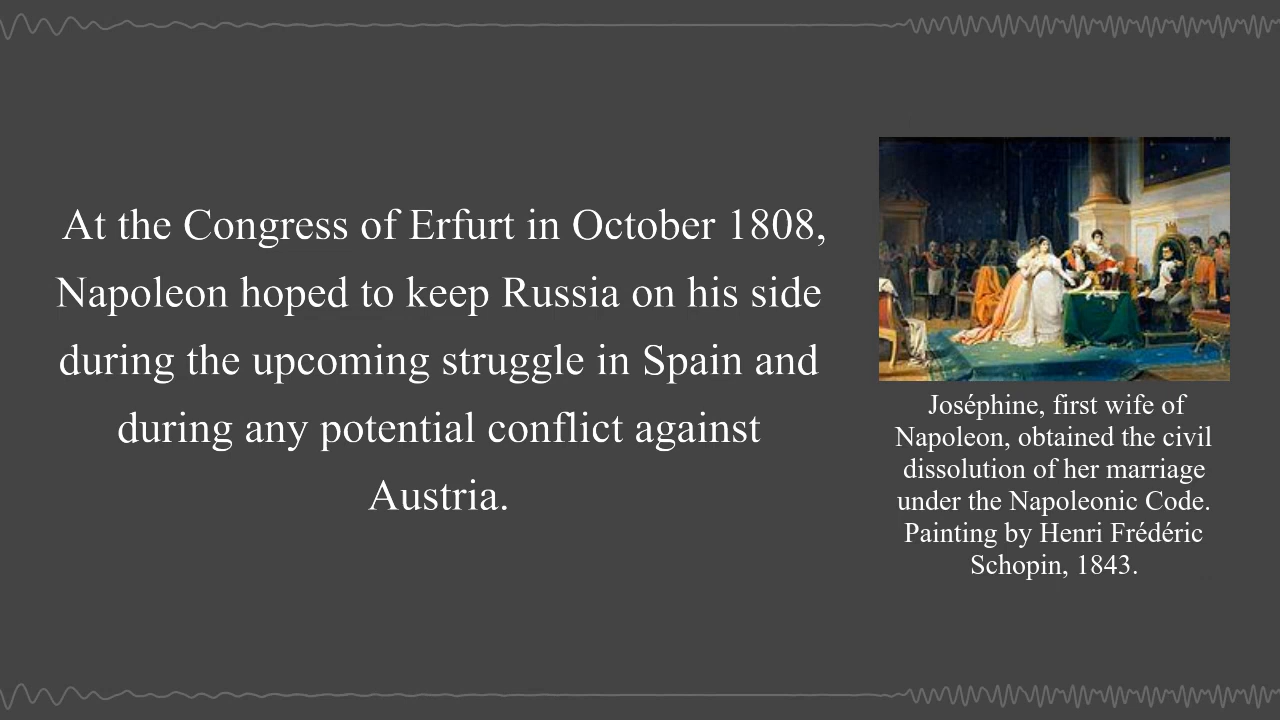 At the Congress of Erfurt in October 1808,
Napoleon hoped to keep Russia on his side
during the upcoming struggle in Spain and
during any potential conflict against
Austria.
Joséphine, first wife of
Napoleon, obtained the civil
dissolution of her marriage
under the Napoleonic Code.
Painting by Henri Frédéric
Schopin, 1843.